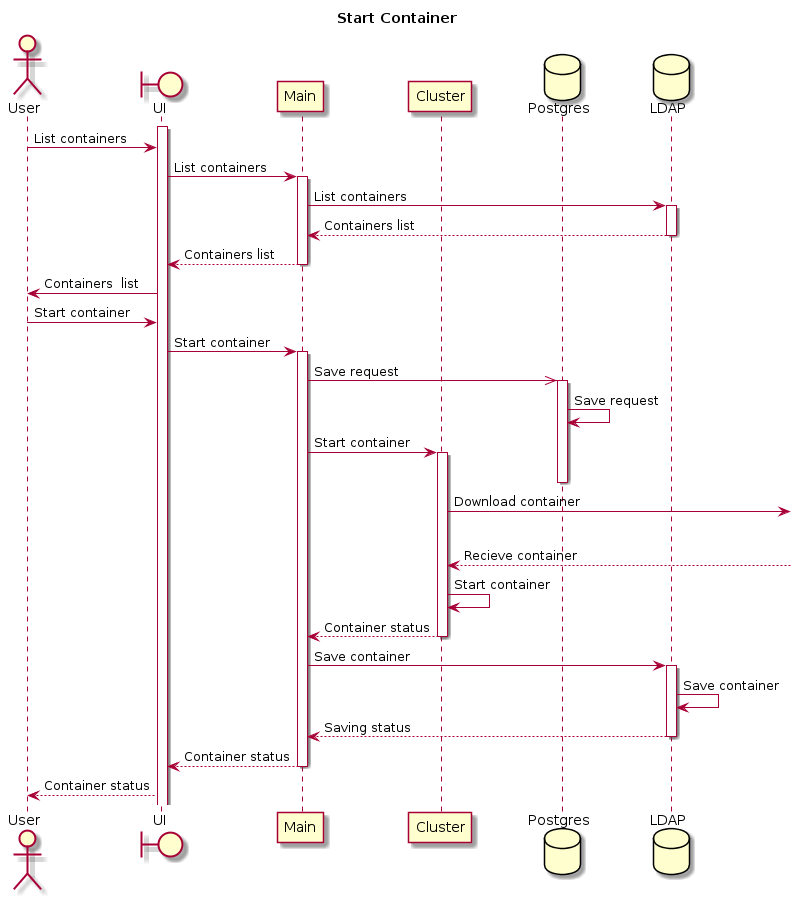 Start Container
User
UI
Main
Cluster
Postgres
LDAP
List containers
List containers
List containers
Containers list
Containers list
Containers  list
Start container
Start container
Save request
Save request
Start container
Download container
Recieve container
Start container
Container status
Save container
Save container
Saving status
Container status
Container status
User
UI
Main
Cluster
Postgres
LDAP